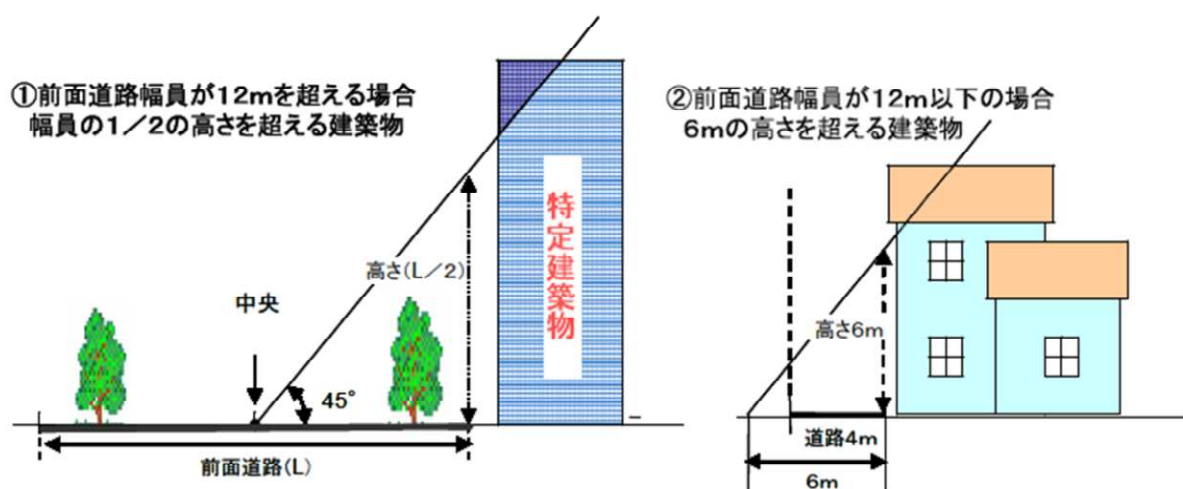 ①前面道路幅員が12mを超える場合
幅員の1／2の高さを超える建築物
特定建築物
高さ(L／2)
中央
45°
前面道路(L)
②前面道路幅員が12m以下の場合
6mの高さを超える建築物
高さ6m
道路4m
6m